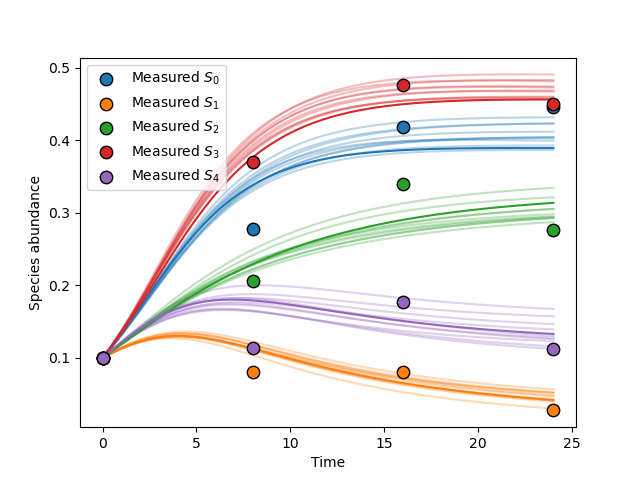 0.5
0.4
0.3
0.2
0.1
Species abundance
Measured S₀
Measured S₁
Measured S₂
Measured S₃
Measured S₄
0 5 10 15 20 25
Time